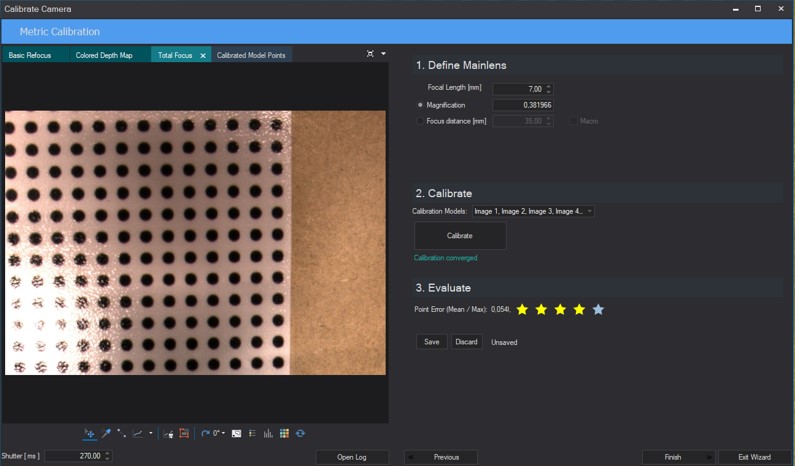 Calibrate Camera
Metric Calibration
Basic Refocus
Colored Depth Map
Total Focus
Calibrated Model Points
1. Define Mainlens
Focal Length [mm] 7,00
Magnification 0,381966
Focus distance [mm] 35,00 Macro
2. Calibrate
Calibration Models: Image 1, Image 2, Image 3, Image 4...
Calibrate
Calibration converged
3. Evaluate
Point Error (Mean / Max): 0,054
Save Discard Unsaved
0°
Shutter [ ms ] 270,00 Open Log Previous Finish Exit Wizard